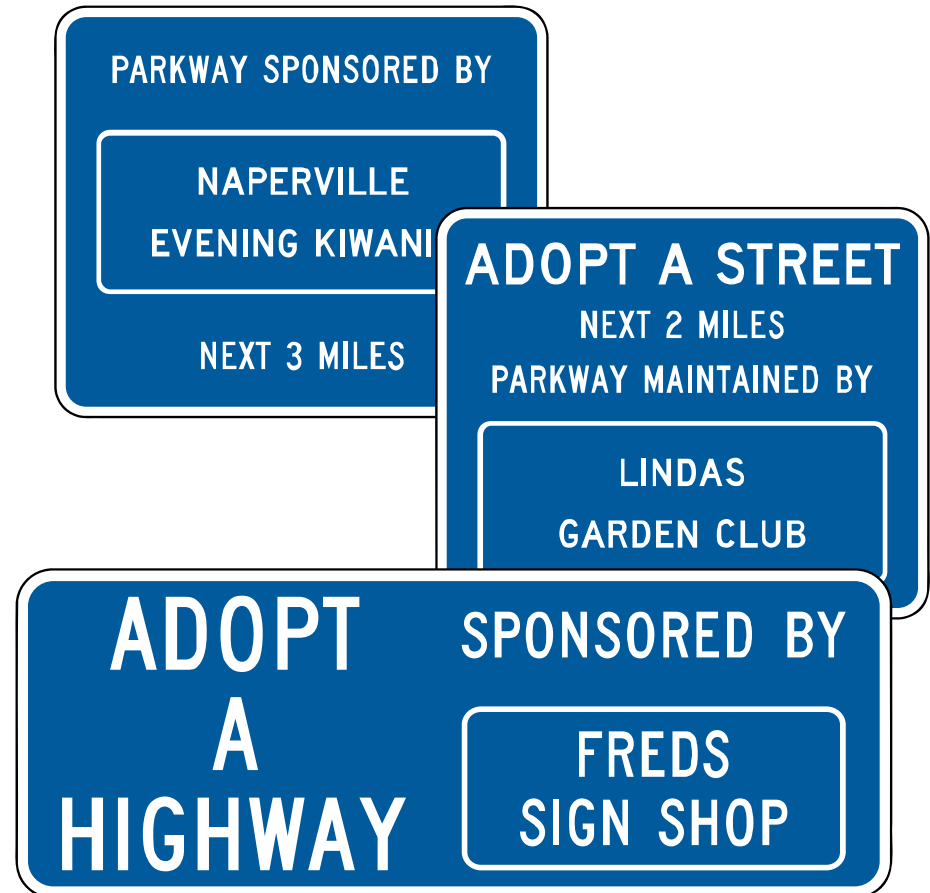 PARKWAY SPONSORED BY
NAPERVILLE
EVENING KIWANI
NEXT 3 MILES
ADOPT A STREET
NEXT 2 MILES
PARKWAY MAINTAINED BY
LINDAS
GARDEN CLUB
ADOPT
A
HIGHWAY
SPONSORED BY
FREDS
SIGN SHOP